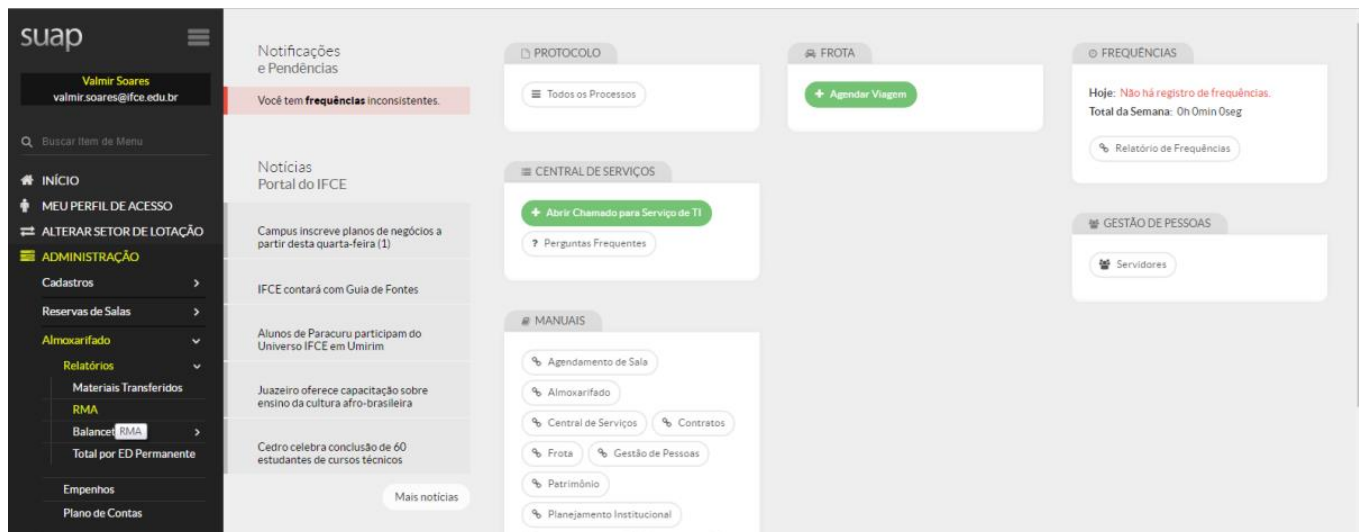 suap
Valmir Soares
valmir.soares@ifce.edu.br
Buscar Item de Menu
INÍCIO
MEU PERFIL DE ACESSO
ALTERAR SETOR DE LOTAÇÃO
ADMINISTRAÇÃO
Cadastros
Reservas de Salas
Almoxarifado
Relatórios
Materiais Transferidos
RMA
Balancet RMA
Total por ED Permanente
Empenhos
Plano de Contas
Notificações
e Pendências
Você tem frequências inconsistentes.
Notícias
Portal do IFCE
Campus inscreve planos de negócios a
partir desta quarta-feira (1)
IFCE contará com Guia de Fontes
Alunos de Paracuru participam do
Universo IFCE em Umirim
Juazeiro oferece capacitação sobre
ensino da cultura afro-brasileira
Cedro celebra conclusão de 60
estudantes de cursos técnicos
Mais notícias
PROTOCOLO
Todos os Processos
CENTRAL DE SERVIÇOS
+ Abrir Chamado para Serviço de TI
? Perguntas Frequentes
MANUAIS
Agendamento de Sala
Almoxarifado
Central de Serviços Contratos
Frota Gestão de Pessoas
Patrimônio
Planejamento Institucional
FROTA
+ Agendar Viagem
FREQUÊNCIAS
Hoje: Não há registro de frequências.
Total da Semana: 0h 0min 0seg
Relatório de Frequências
GESTÃO DE PESSOAS
Servidores